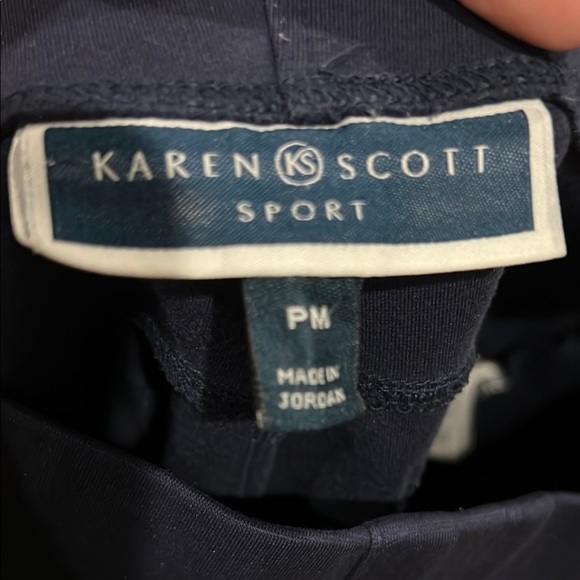 KAREN KS SCOTT
SPORT
PM
MADE IN
JORDAN